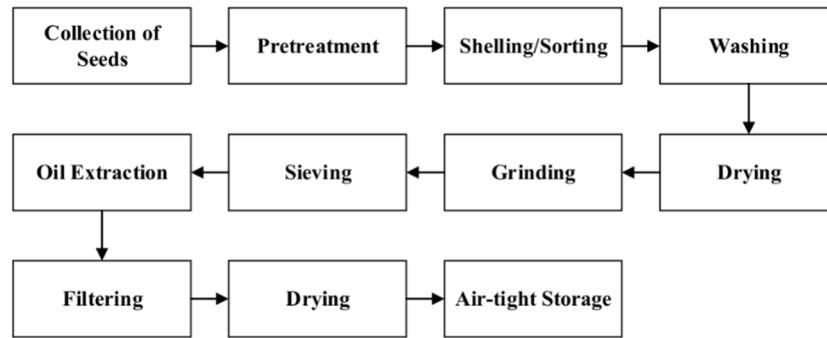 Collection of
Seeds
Pretreatment
Shelling/Sorting
Washing
Drying
Grinding
Sieving
Oil Extraction
Filtering
Drying
Air-tight Storage